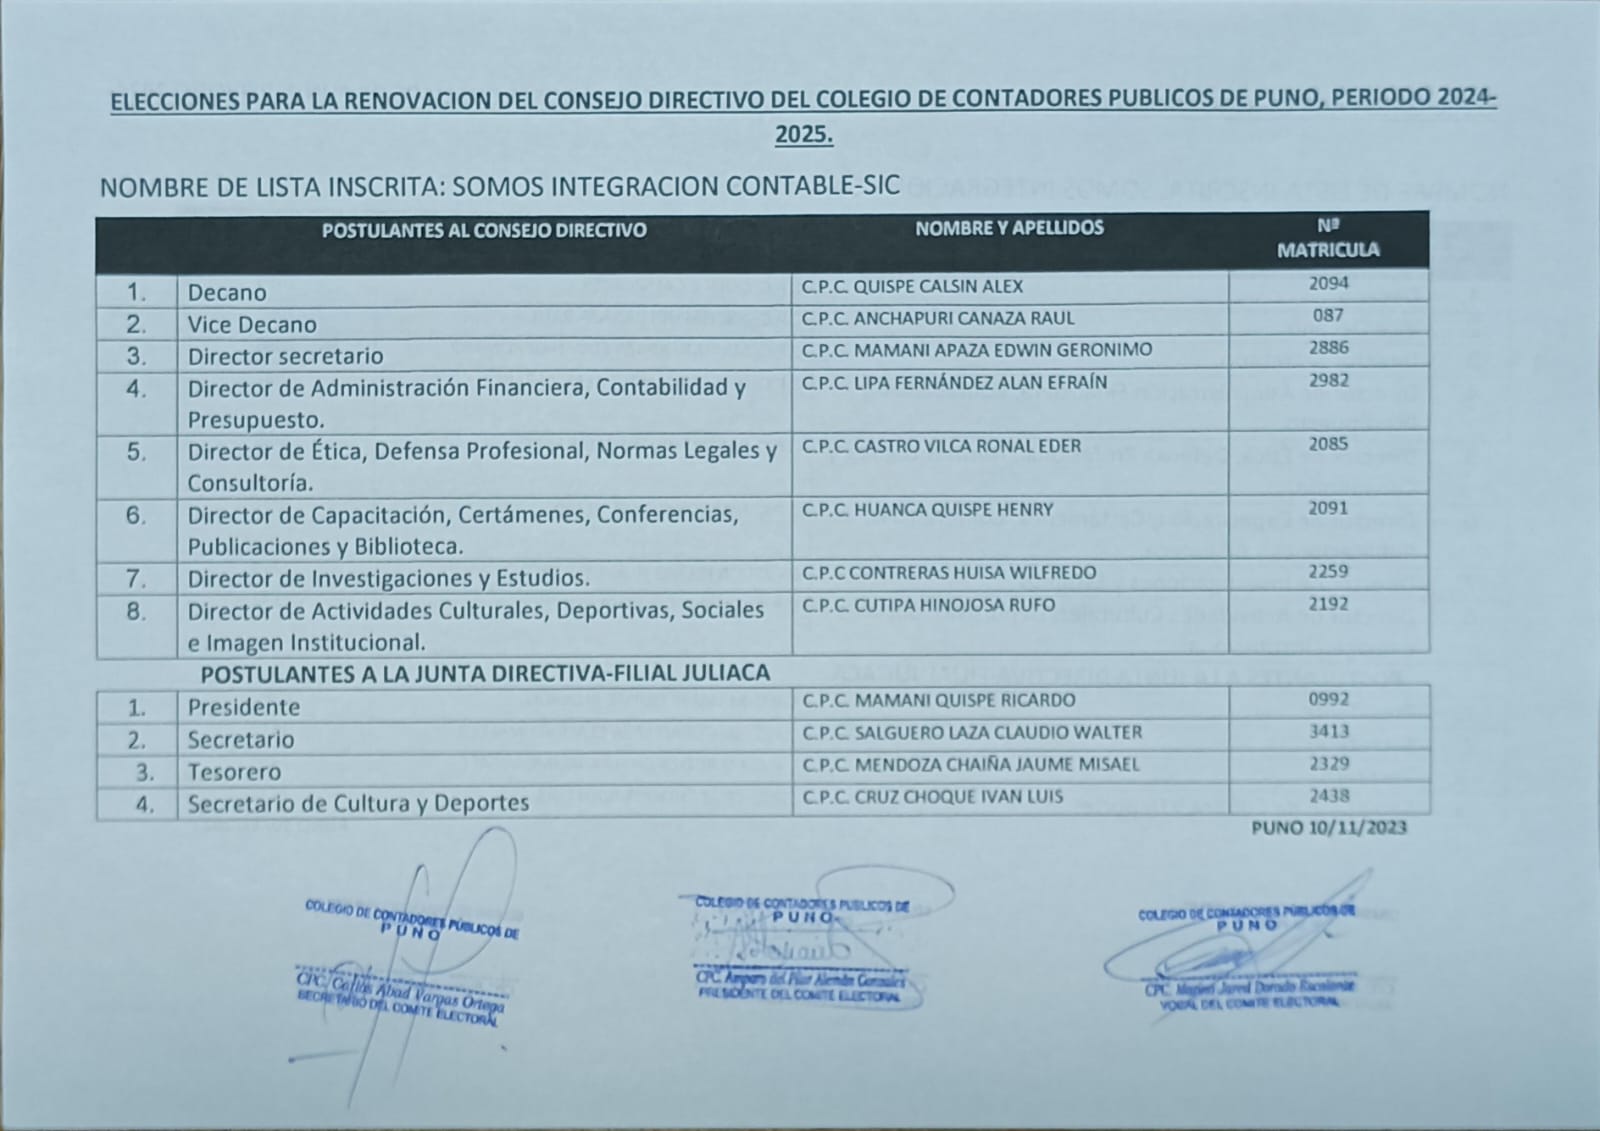 ELECCIONES PARA LA RENOVACION DEL CONSEJO DIRECTIVO DEL COLEGIO DE CONTADORES PUBLICOS DE PUNO, PERIODO 2024-
2025.
NOMBRE DE LISTA INSCRITA: SOMOS INTEGRACION CONTABLE-SIC
POSTULANTES AL CONSEJO DIRECTIVO NOMBRE Y APELLIDOS Nº
MATRICULA
1. Decano C.P.C. QUISPE CALSIN ALEX 2094
2. Vice Decano C.P.C. ANCHAPURI CANAZA RAUL 087
3. Director secretario C.P.C. MAMANI APAZA EDWIN GERONIMO 2886
4. Director de Administración Financiera, Contabilidad y C.P.C. LIPA FERNÁNDEZ ALAN EFRAÍN 2982
Presupuesto.
5. Director de Ética, Defensa Profesional, Normas Legales y C.P.C. CASTRO VILCA RONAL EDER 2085
Consultoría.
6. Director de Capacitación, Certámenes, Conferencias, C.P.C. HUANCA QUISPE HENRY 2091
Publicaciones y Biblioteca.
7. Director de Investigaciones y Estudios. C.P.C CONTRERAS HUISA WILFREDO 2259
8. Director de Actividades Culturales, Deportivas, Sociales C.P.C. CUTIPA HINOJOSA RUFO 2192
e Imagen Institucional.
POSTULANTES A LA JUNTA DIRECTIVA-FILIAL JULIACA
1. Presidente C.P.C. MAMANI QUISPE RICARDO 0992
2. Secretario C.P.C. SALGUERO LAZA CLAUDIO WALTER 3413
3. Tesorero C.P.C. MENDOZA CHAIÑA JAUME MISAEL 2329
4. Secretario de Cultura y Deportes C.P.C. CRUZ CHOQUE IVAN LUIS 2438
PUNO 10/11/2023
COLEGIO DE CONTADORES PÚBLICOS DE
PUNO
CPC. Carlos Abad Vargas Ortega
SECRETARIO DEL COMITE ELECTORAL
COLEGIO DE CONTADORES PUBLICOS DE
PUNO
CPC. Amparo del Pilar Alemán Gonzales
PRESIDENTE DEL COMITE ELECTORAL
COLEGIO DE CONTADORES PÚBLICOS DE
PUNO
CPC. Jared Dorado
VOCAL DEL COMITE ELECTORAL